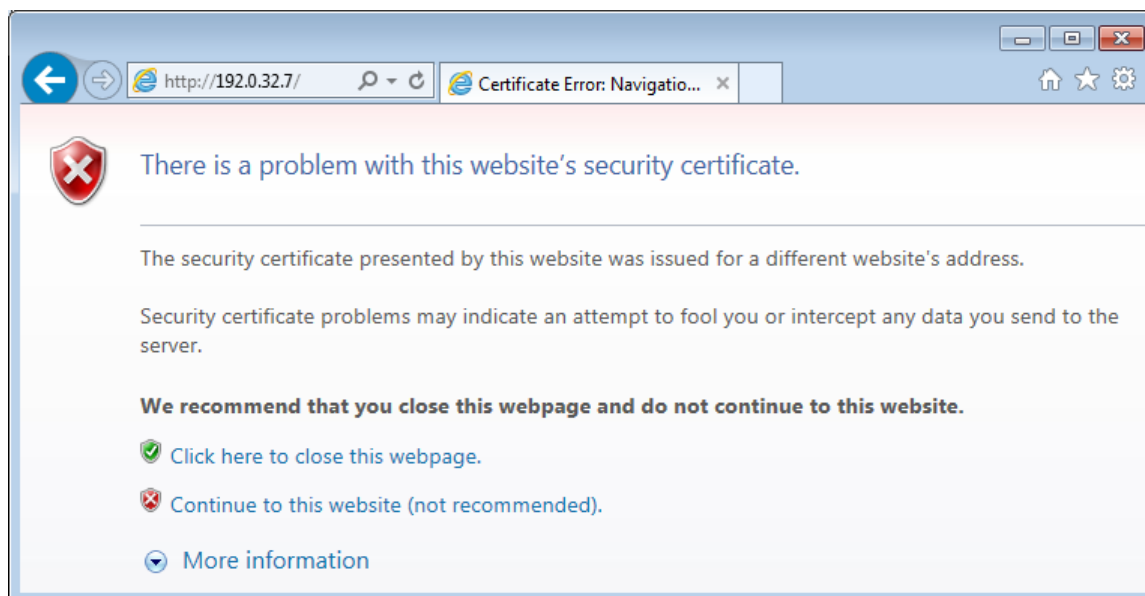 http://192.0.32.7/
Certificate Error: Navigatio...
There is a problem with this website's security certificate.
The security certificate presented by this website was issued for a different website's address.
Security certificate problems may indicate an attempt to fool you or intercept any data you send to the
server.
We recommend that you close this webpage and do not continue to this website.
Click here to close this webpage.
Continue to this website (not recommended).
More information